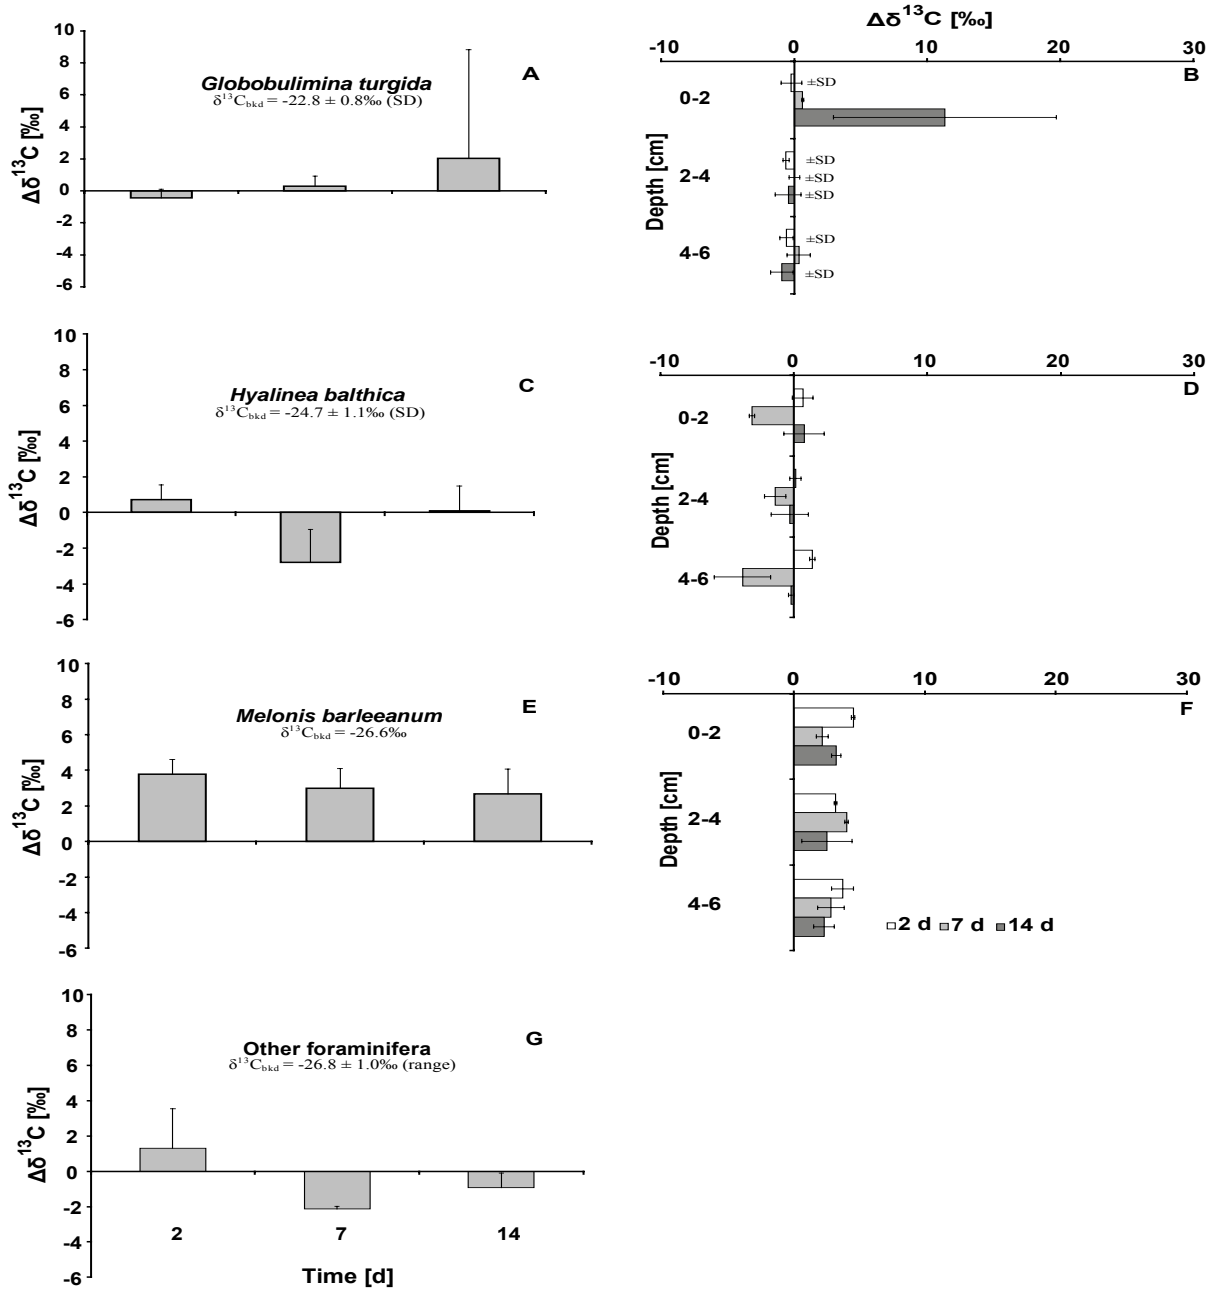 10
8
6
4
2
0
-2
-4
-6
Δδ¹³C [‰]
A
Globobulimina turgida
δ¹³Cbkd = -22.8 ± 0.8‰ (SD)
Δδ¹³C [‰]
-10 0 10 20 30
B
Depth [cm]
0-2
±SD
2-4
±SD
±SD
±SD
4-6
±SD
±SD
10
8
6
4
2
0
-2
-4
-6
Δδ¹³C [‰]
C
Hyalinea balthica
δ¹³Cbkd = -24.7 ± 1.1‰ (SD)
-10 0 10 20 30
D
Depth [cm]
0-2
2-4
4-6
10
8
6
4
2
0
-2
-4
-6
Δδ¹³C [‰]
E
Melonis barleeanum
δ¹³Cbkd = -26.6‰
-10 0 10 20 30
F
Depth [cm]
0-2
2-4
4-6
2 d 7 d 14 d
10
8
6
4
2
0
-2
-4
-6
Δδ¹³C [‰]
G
Other foraminifera
δ¹³Cbkd = -26.8 ± 1.0‰ (range)
2 7 14
Time [d]